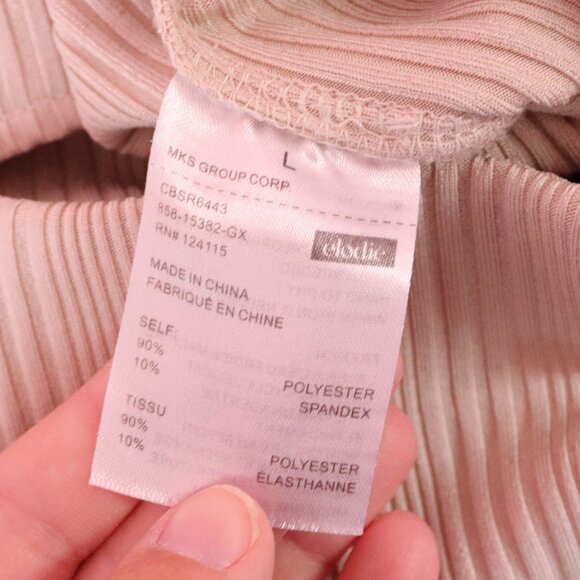 L
MKS GROUP CORP
CBSR6443
858-15382-GX
RN# 124115
elodie
MADE IN CHINA
FABRIQUÉ EN CHINE
SELF:
90% POLYESTER
10% SPANDEX
TISSU
90% POLYESTER
10% ÉLASTHANNE